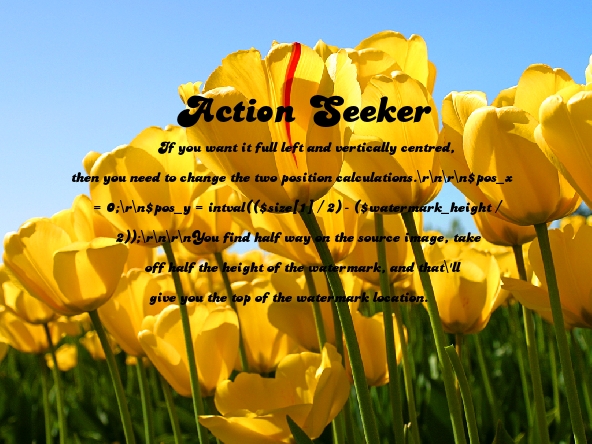 Action Seeker
If you want it full left and vertically centred,
then you need to change the two position calculations.\r\n\r\n$pos_x
= 0;\r\n$pos_y = intval(($size[1] / 2) - ($watermark_height /
2));\r\n\r\nYou find half way on the source image, take
off half the height of the watermark, and that\'ll
give you the top of the watermark location.